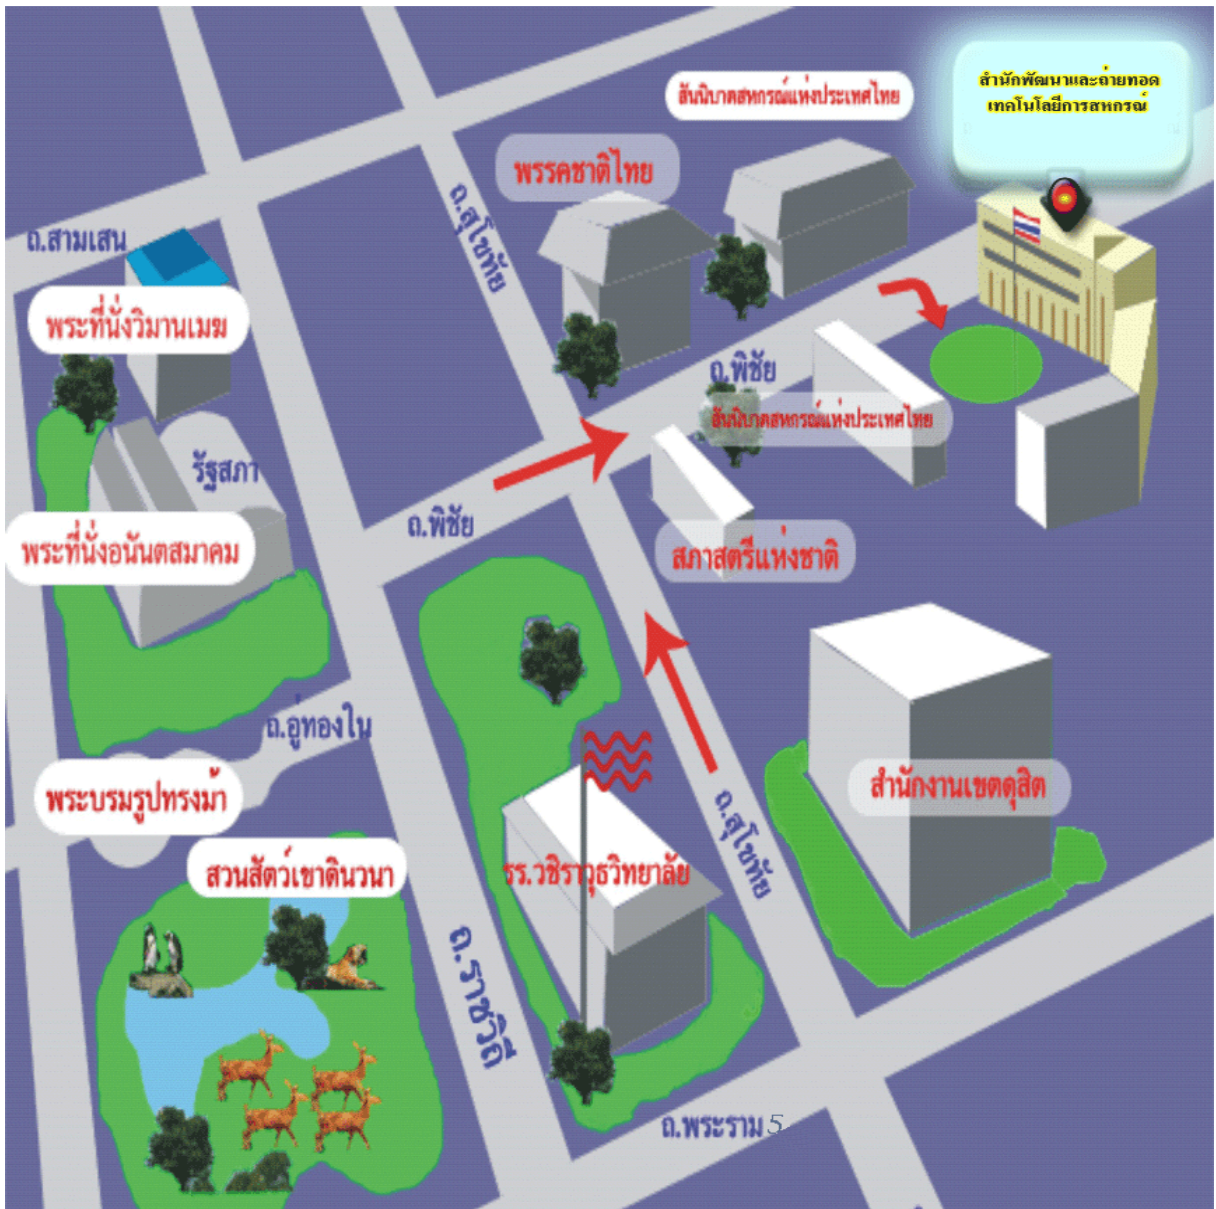 สำนักพัฒนาและถ่ายทอด
เทคโนโลยีการสหกรณ์
สันนิบาตสหกรณ์แห่งประเทศไทย
พรรคชาติไทย
ถ.สุโขทัย
ถ.สามเสน
พระที่นั่งวิมานเมฆ
ถ.พิชัย
สันนิบาตสหกรณ์แห่งประเทศไทย
รัฐสภา
ถ.พิชัย
พระที่นั่งอนันตสมาคม
สภาสตรีแห่งชาติ
ถ.อู่ทองใน
พระบรมรูปทรงม้า
สำนักงานเขตดุสิต
ถ.สุโขทัย
สวนสัตว์เขาดินวนา
รร.วชิราวุธวิทยาลัย
ถ.ราชวิถี
ถ.พระราม 5